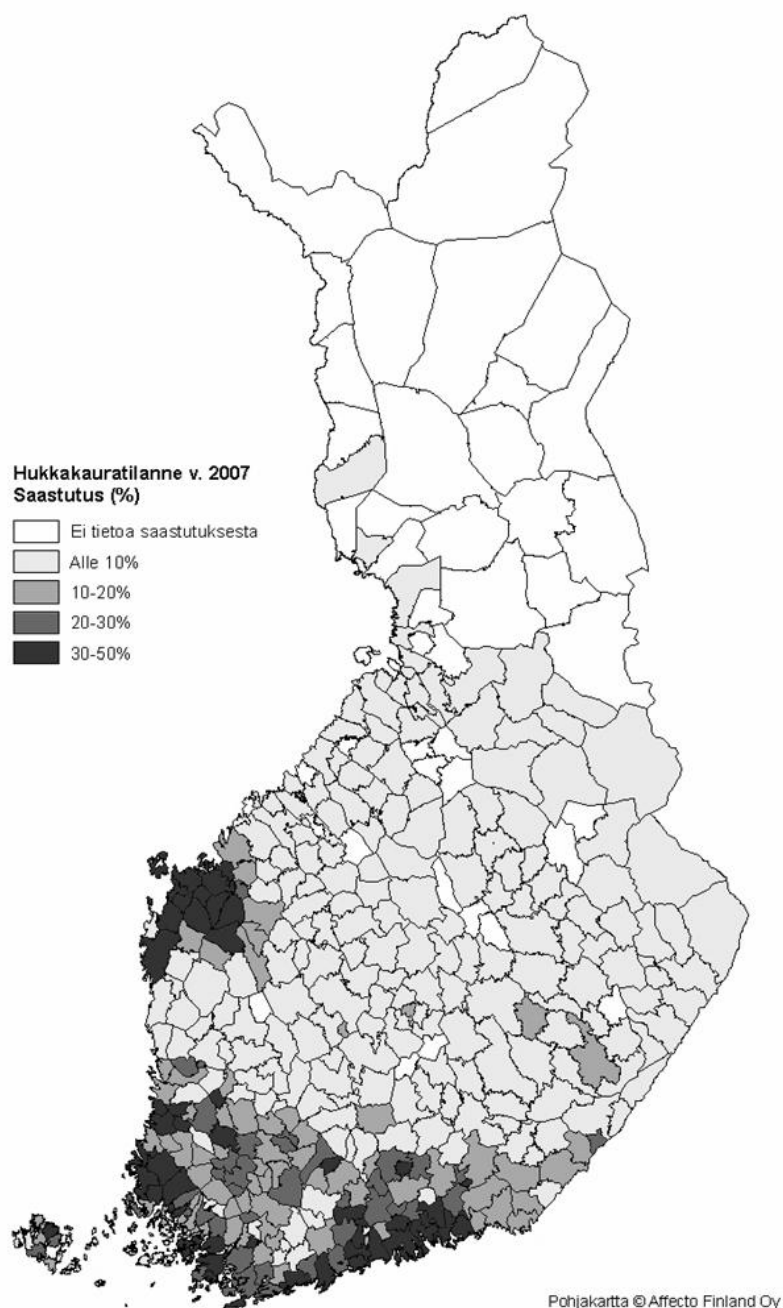 Hukkakauratilanne v. 2007
Saastutus (%)
Ei tietoa saastutuksesta
Alle 10%
10-20%
20-30%
30-50%
Pohjakartta © Affecto Finland Oy